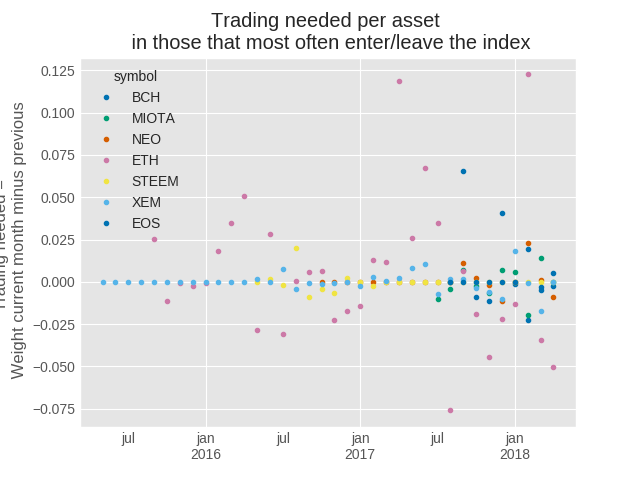 Trading needed per asset
in those that most often enter/leave the index
Weight current month minus previous
0.125
0.100
0.075
0.050
0.025
0.000
−0.025
−0.050
−0.075
symbol
BCH
MIOTA
NEO
ETH
STEEM
XEM
EOS
jul
jan
2016
jul
jan
2017
jul
jan
2018